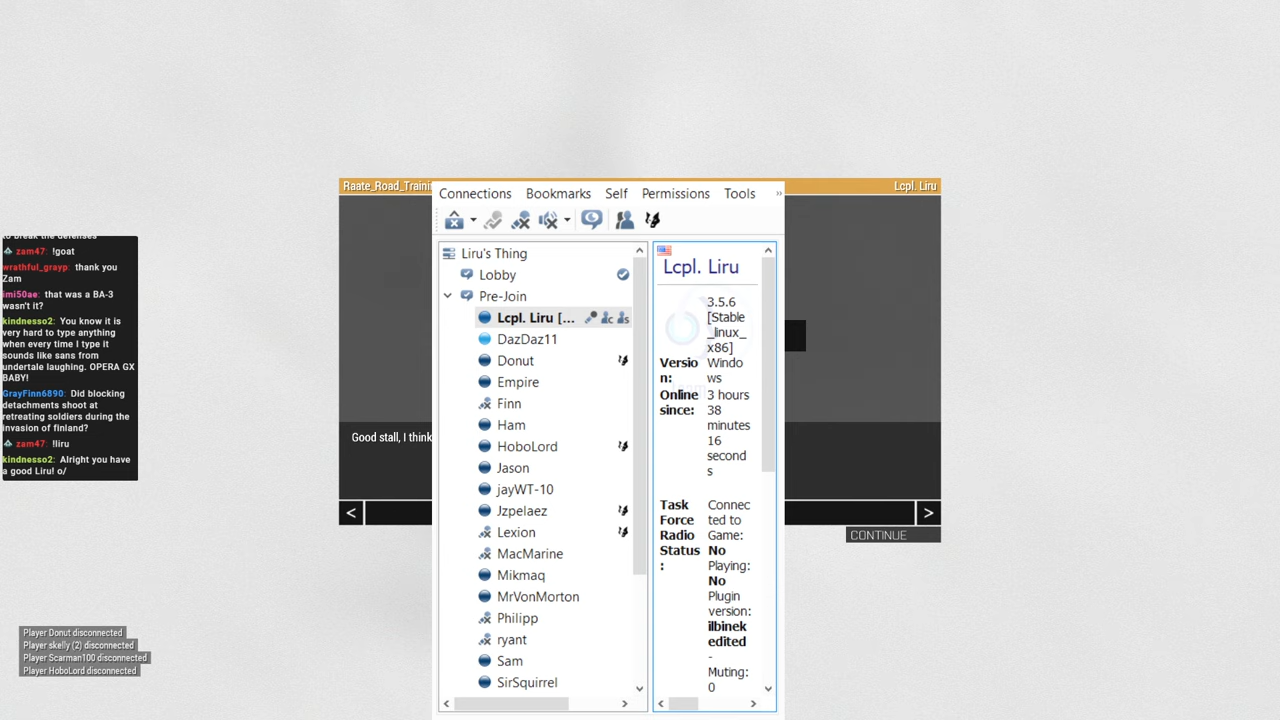 to break the defenses
zam47: !goat
wrathful_grayp: thank you
Zam
imi50ae: that was a BA-3
wasn't it?
kindnesso2: You know it is
very hard to type anything
when every time I type it
sounds like sans from
undertale laughing. OPERA GX
BABY!
GrayFinn6890: Did blocking
detachments shoot at
retreating soldiers during the
invasion of finland?
zam47: !liru
kindnesso2: Alright you have
a good Liru! o/
Player Donut disconnected
Player skelly (2) disconnected
Player Scarman100 disconnected
Player HoboLord disconnected
Raate_Road_Traini
Lcpl. Liru
Good stall, I think
<
>
CONTINUE
Connections Bookmarks Self Permissions Tools »
Liru's Thing
Lobby
Pre-Join
Lcpl. Liru [...
DazDaz11
Donut
Empire
Finn
Ham
HoboLord
Jason
jayWT-10
Jzpelaez
Lexion
MacMarine
Mikmaq
MrVonMorton
Philipp
ryant
Sam
SirSquirrel
Lcpl. Liru
3.5.6
[Stable
_linux_
x86]
Versio Windo
n: ws
Online 3 hours
since: 38
minutes
16
second
s
Task Connec
Force ted to
Radio Game:
Status No
: Playing:
No
Plugin
version:
ilbinek
edited
-
Muting:
0